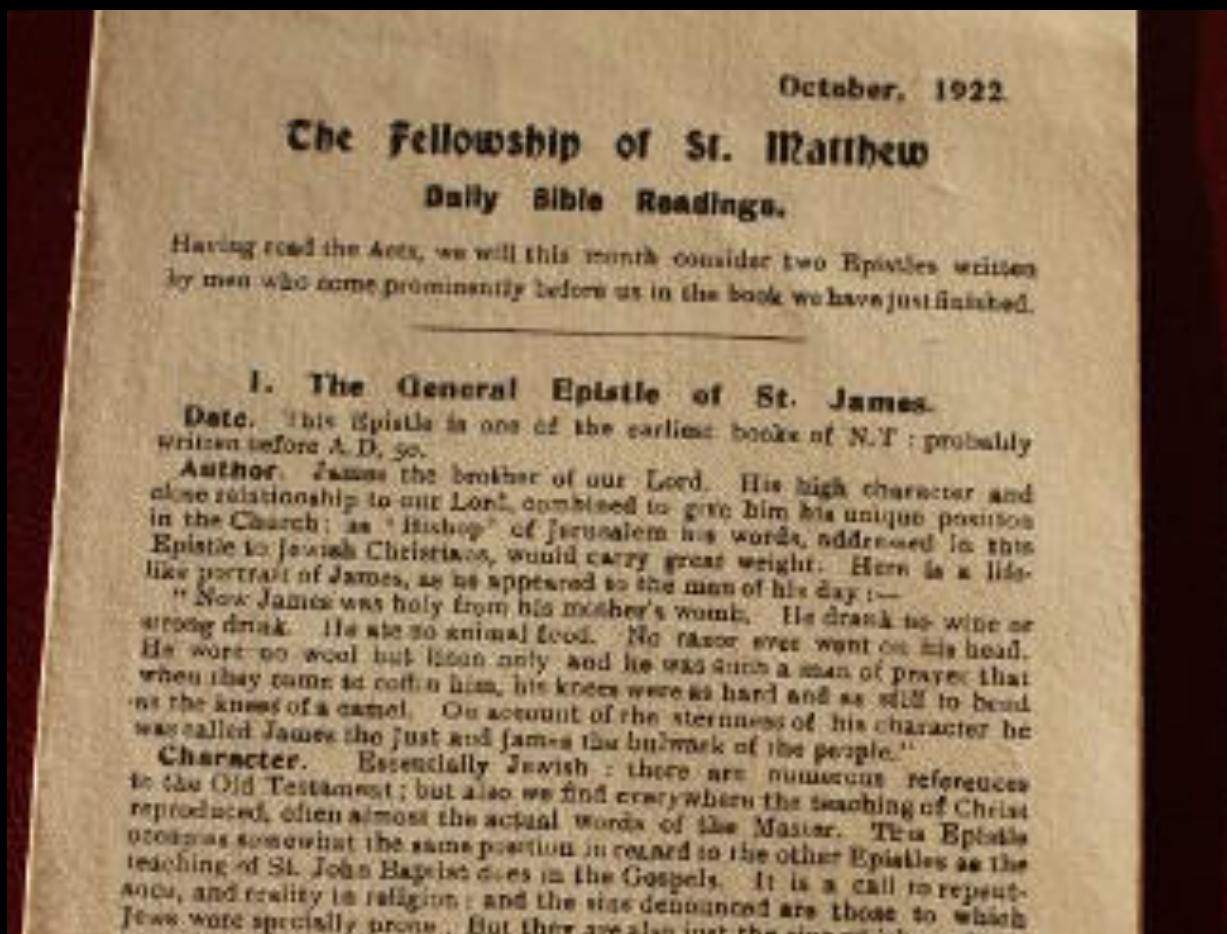 October, 1922
The Fellowship of St. Matthew
Daily Bible Readings.
Having read the Acts, we will this month consider two Epistles written
by men who come prominently before us in the book we have just finished.
I. The General Epistle of St. James.
Date. This Epistle is one of the earliest books of N.T : probably
written before A.D. 50.
Author. James the brother of our Lord. His high character and
close relationship to our Lord, combined to give him his unique position
in the Church: as "Bishop" of Jerusalem his words, addressed in this
Epistle to Jewish Christians, would carry great weight. Here is a life-
like portrait of James, as he appeared to the men of his day :—
" Now James was holy from his mother's womb. He drank no wine or
strong drink. He ate no animal food. No razor ever went on his head.
He wore no wool but linen only and he was such a man of prayer that
when they came to coffin him, his knees were as hard and as stiff to bend
as the knees of a camel. On account of the sternness of his character he
was called James the Just and James the bulwark of the people."
Character. Essentially Jewish : there are numerous references
to the Old Testament ; but also we find everywhere the teaching of Christ
reproduced, often almost the actual words of the Master. This Epistle
occupies somewhat the same position in regard to the other Epistles as the
teaching of St. John Baptist does in the Gospels. It is a call to repent-
ance, and reality in religion : and the sins denounced are those to which
Jews were specially prone. But they are also just the